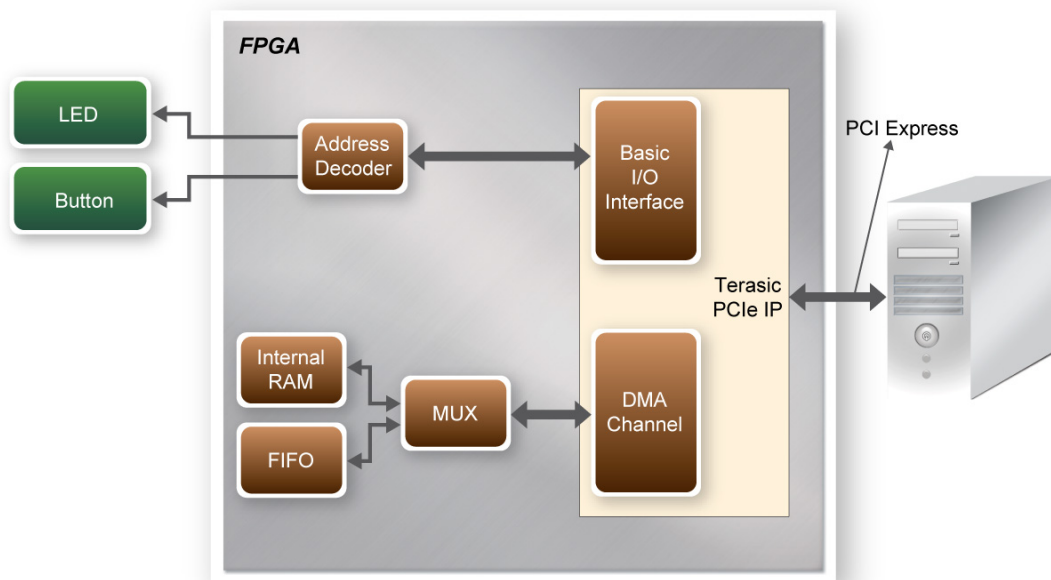 FPGA
LED
Button
Address
Decoder
Basic
I/O
Interface
PCI Express
Terasic
PCIe IP
Internal
RAM
FIFO
MUX
DMA
Channel